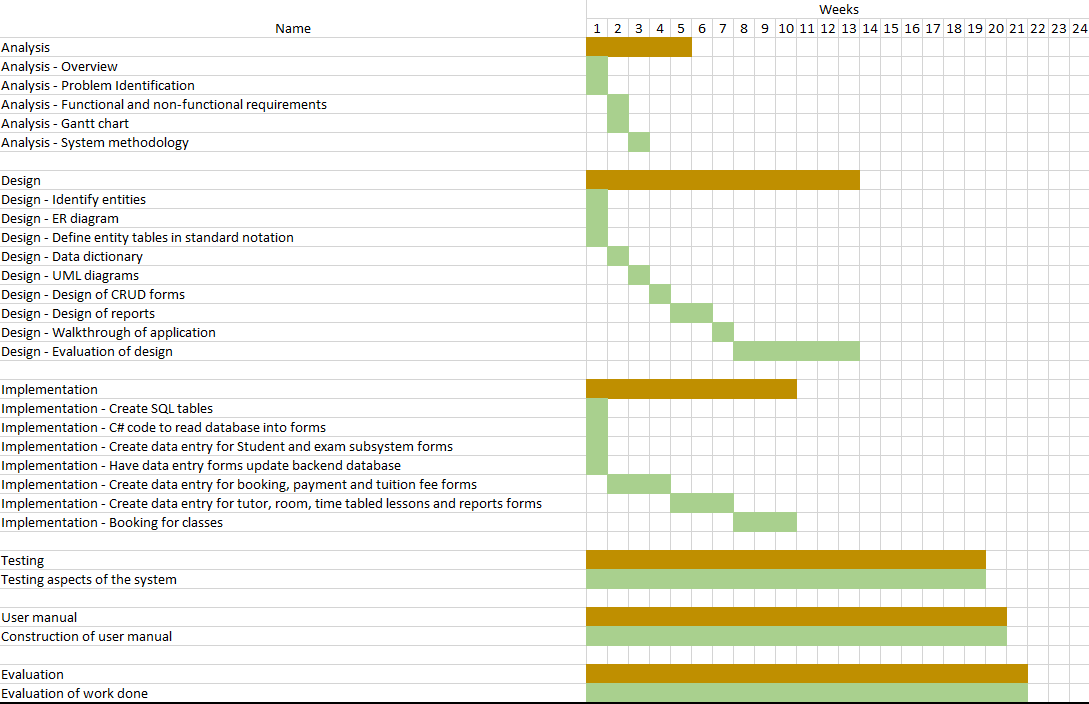 Weeks
Name 1 2 3 4 5 6 7 8 9 10 11 12 13 14 15 16 17 18 19 20 21 22 23 24
Analysis
Analysis - Overview
Analysis - Problem Identification
Analysis - Functional and non-functional requirements
Analysis - Gantt chart
Analysis - System methodology
Design
Design - Identify entities
Design - ER diagram
Design - Define entity tables in standard notation
Design - Data dictionary
Design - UML diagrams
Design - Design of CRUD forms
Design - Design of reports
Design - Walkthrough of application
Design - Evaluation of design
Implementation
Implementation - Create SQL tables
Implementation - C# code to read database into forms
Implementation - Create data entry for Student and exam subsystem forms
Implementation - Have data entry forms update backend database
Implementation - Create data entry for booking, payment and tuition fee forms
Implementation - Create data entry for tutor, room, time tabled lessons and reports forms
Implementation - Booking for classes
Testing
Testing aspects of the system
User manual
Construction of user manual
Evaluation
Evaluation of work done